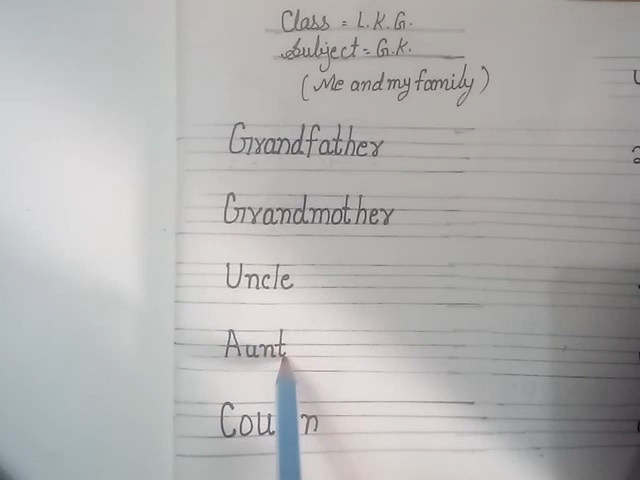 Class = L.K.G.
Subject = G.K.
(Me and my family)
Grandfather
Grandmother
Uncle
Aunt